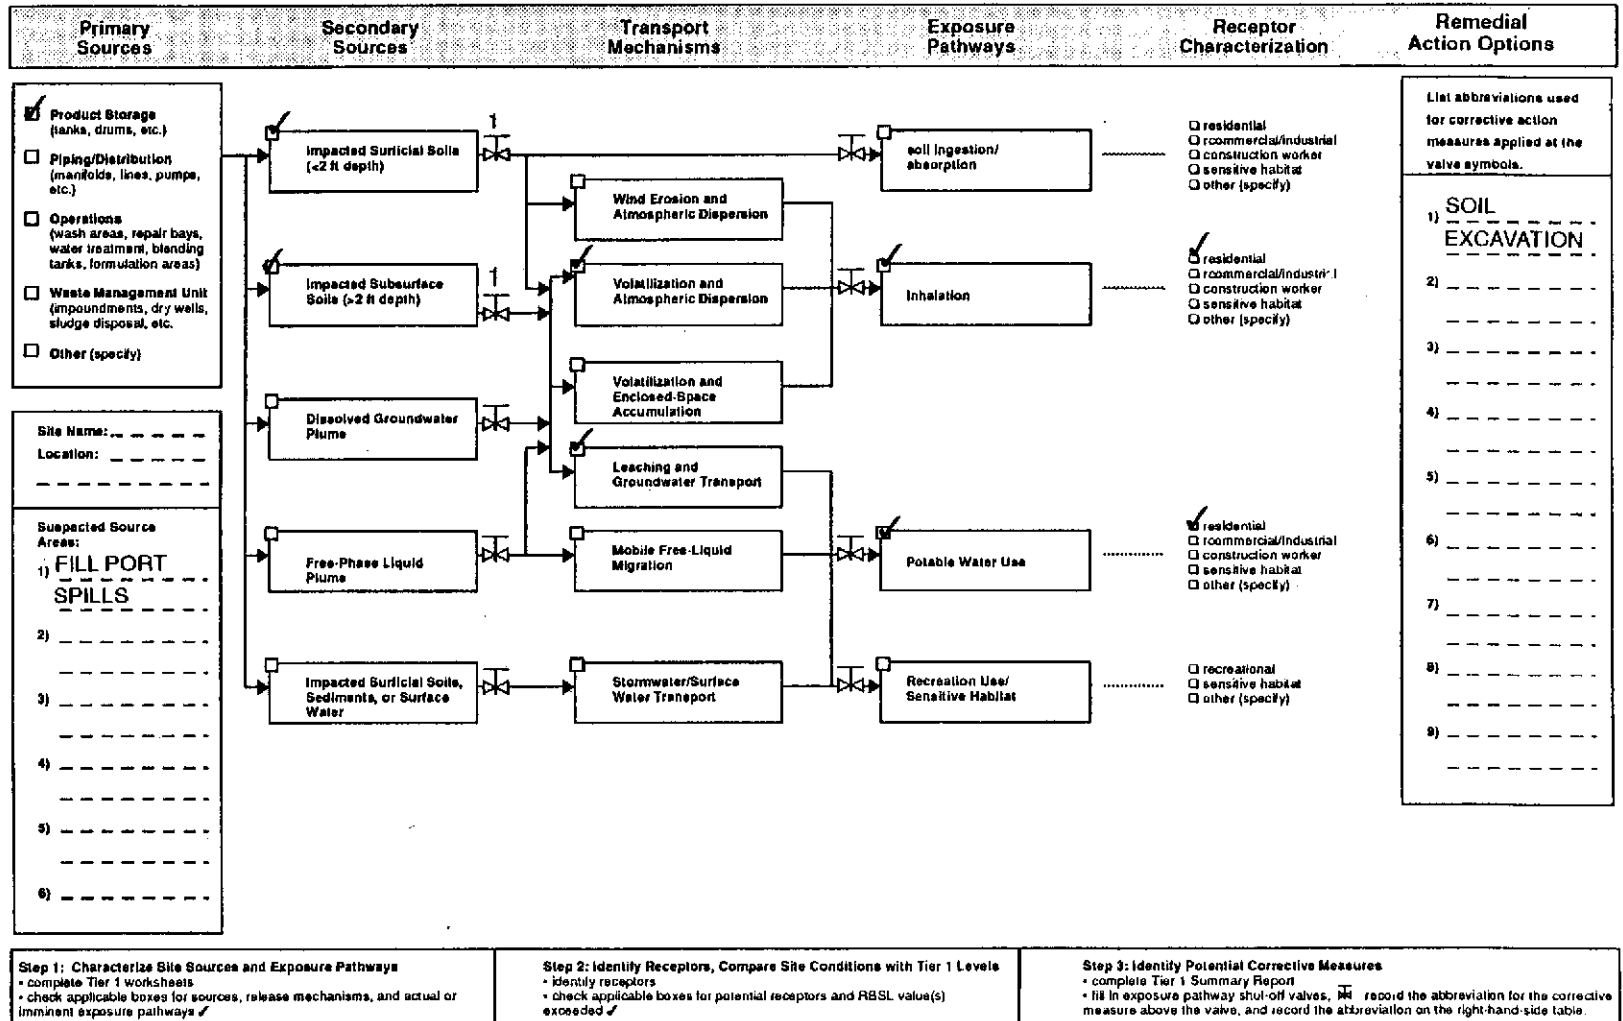 Primary
Sources
Secondary
Sources
Transport
Mechanisms
Exposure
Pathways
Receptor
Characterization
Remedial
Action Options
Product Storage
(tanks, drums, etc.)
Piping/Distribution
(manifolds, lines, pumps,
etc.)
Operations
(wash areas, repair bays,
water treatment, blending
tanks, formulation areas)
Waste Management Unit
(impoundments, dry wells,
sludge disposal, etc.
Other (specify)
Site Name:
Location:
Suspected Source
Areas:
1) FILL PORT
SPILLS
2)
3)
4)
5)
6)
Impacted Surficial Soils
(<2 ft depth)
1
Impacted Subsurface
Soils (>2 ft depth)
1
Dissolved Groundwater
Plume
Free-Phase Liquid
Plume
Impacted Surficial Soils,
Sediments, or Surface
Water
Wind Erosion and
Atmospheric Dispersion
Volatilization and
Atmospheric Dispersion
Volatilization and
Enclosed-Space
Accumulation
Leaching and
Groundwater Transport
Mobile Free-Liquid
Migration
Stormwater/Surface
Water Transport
soil Ingestion/
absorption
Inhalation
Potable Water Use
Recreation Use/
Sensitive Habitat
residential
rcommercial/industrial
construction worker
sensitive habitat
other (specify)
residential
rcommercial/industrial
construction worker
sensitive habitat
other (specify)
residential
rcommercial/industrial
construction worker
sensitive habitat
other (specify)
recreational
sensitive habitat
other (specify)
List abbreviations used
for corrective action
measures applied at the
valve symbols.
1) SOIL
EXCAVATION
2)
3)
4)
5)
6)
7)
8)
9)
Step 1: Characterize Site Sources and Exposure Pathways
• complete Tier 1 worksheets
• check applicable boxes for sources, release mechanisms, and actual or
imminent exposure pathways ✓
Step 2: Identify Receptors, Compare Site Conditions with Tier 1 Levels
• identify receptors
• check applicable boxes for potential receptors and RBSL value(s)
exceeded ✓
Step 3: Identify Potential Corrective Measures
• complete Tier 1 Summary Report
• fill in exposure pathway shut-off valves, record the abbreviation for the corrective
measure above the valve, and record the abbreviation on the right-hand-side table.